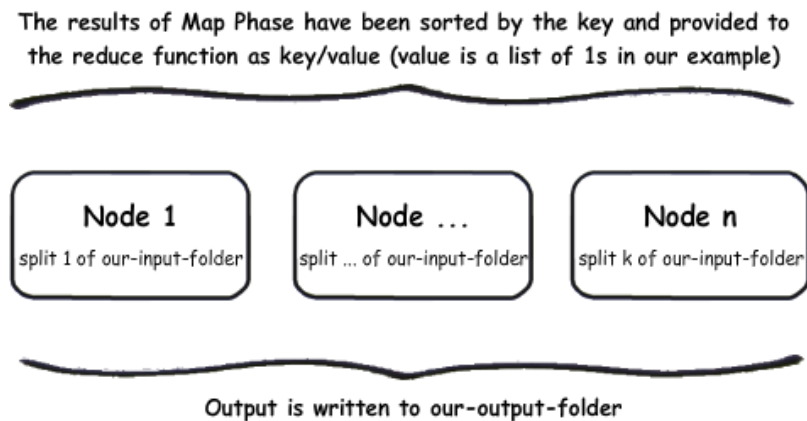 The results of Map Phase have been sorted by the key and provided to
the reduce function as key/value (value is a list of 1s in our example)
Node 1
split 1 of our-input-folder
Node ...
split ... of our-input-folder
Node n
split k of our-input-folder
Output is written to our-output-folder